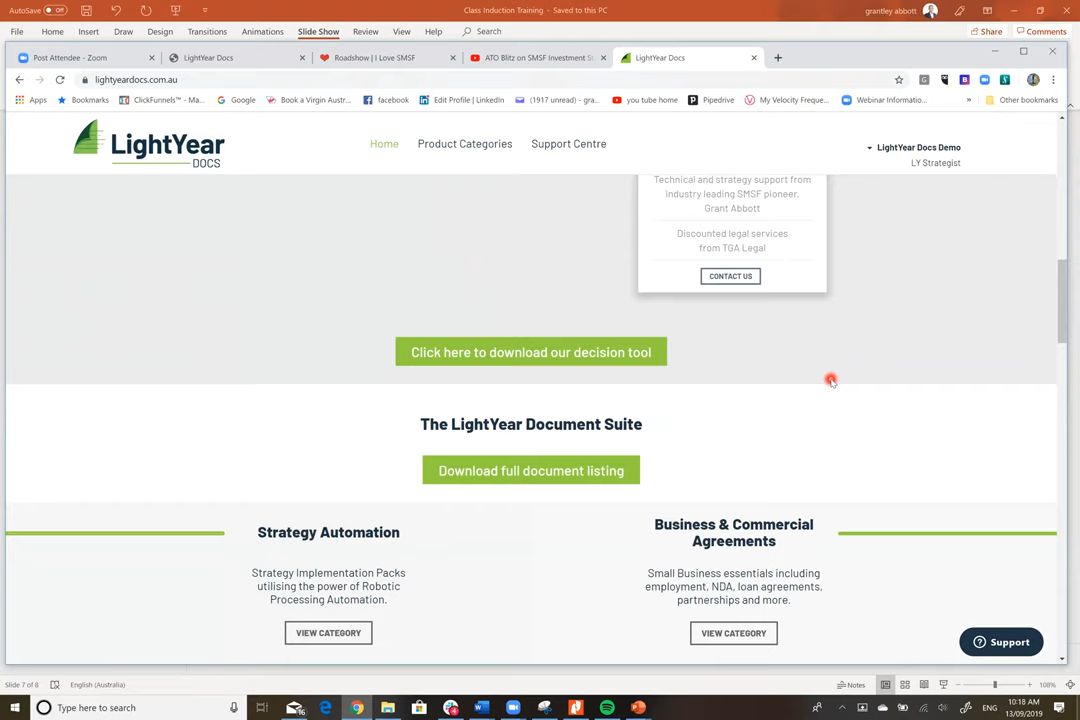 AutoSave Off
Class Induction Training - Saved to this PC
grantley abbott
File Home Insert Draw Design Transitions Animations Slide Show Review View Help Search Share Comments
Post Attendee - Zoom
LightYear Docs
Roadshow | I Love SMSF
ATO Blitz on SMSF Investment St
LightYear Docs
lightyeardocs.com.au
Apps Bookmarks ClickFunnels™ - Ma... Google Book a Virgin Austr... facebook Edit Profile | LinkedIn (1917 unread) - gra... you tube home Pipedrive My Velocity Freque... Webinar Informatio... » Other bookmarks
LightYear
DOCS
Home Product Categories Support Centre
LightYear Docs Demo
LY Strategist
Technical and strategy support from
industry leading SMSF pioneer,
Grant Abbott
Discounted legal services
from TGA Legal
CONTACT US
Click here to download our decision tool
The LightYear Document Suite
Download full document listing
Strategy Automation
Strategy Implementation Packs
utilising the power of Robotic
Processing Automation.
VIEW CATEGORY
Business & Commercial
Agreements
Small Business essentials including
employment, NDA, loan agreements,
partnerships and more.
VIEW CATEGORY
Support
Slide 7 of 8 English (Australia) Notes 108%
Type here to search
16
ENG
10:18 AM
13/09/2019